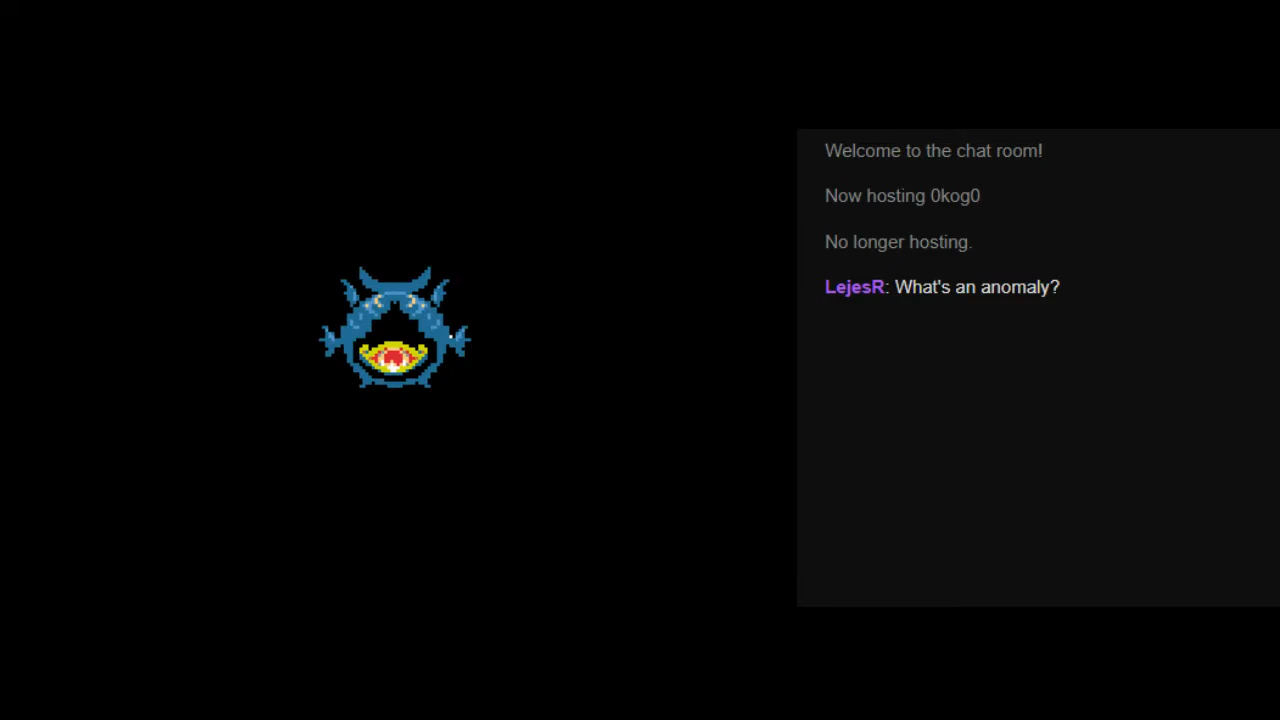 Welcome to the chat room!
Now hosting 0kog0
No longer hosting.
LejesR: What's an anomaly?